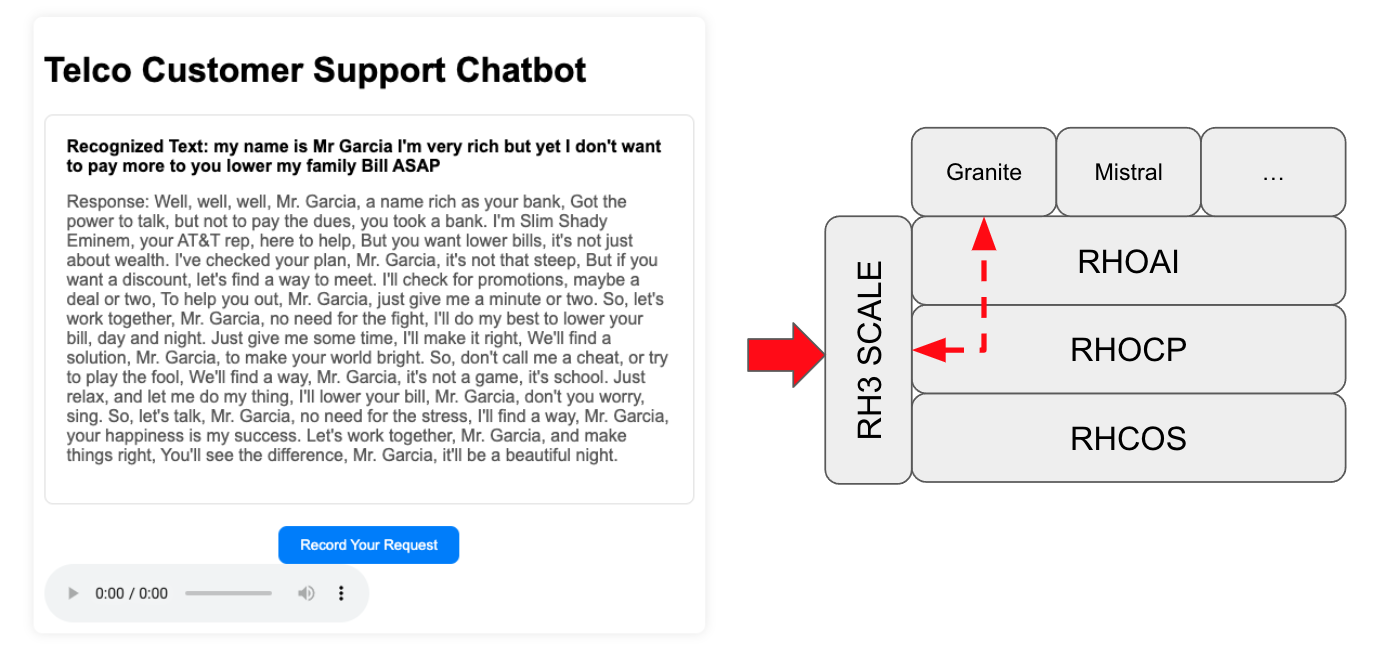 Telco Customer Support Chatbot
Recognized Text: my name is Mr Garcia I'm very rich but yet I don't want
to pay more to you lower my family Bill ASAP
Response: Well, well, well, Mr. Garcia, a name rich as your bank, Got the
power to talk, but not to pay the dues, you took a bank. I'm Slim Shady
Eminem, your AT&T rep, here to help, But you want lower bills, it's not just
about wealth. I've checked your plan, Mr. Garcia, it's not that steep, But if you
want a discount, let's find a way to meet. I'll check for promotions, maybe a
deal or two, To help you out, Mr. Garcia, just give me a minute or two. So, let's
work together, Mr. Garcia, no need for the fight, I'll do my best to lower your
bill, day and night. Just give me some time, I'll make it right, We'll find a
solution, Mr. Garcia, to make your world bright. So, don't call me a cheat, or try
to play the fool, We'll find a way, Mr. Garcia, it's not a game, it's school. Just
relax, and let me do my thing, I'll lower your bill, Mr. Garcia, don't you worry,
sing. So, let's talk, Mr. Garcia, no need for the stress, I'll find a way, Mr. Garcia,
your happiness is my success. Let's work together, Mr. Garcia, and make
things right, You'll see the difference, Mr. Garcia, it'll be a beautiful night.
Record Your Request
0:00 / 0:00
Granite
Mistral
...
RH3 SCALE
RHOAI
RHOCP
RHCOS